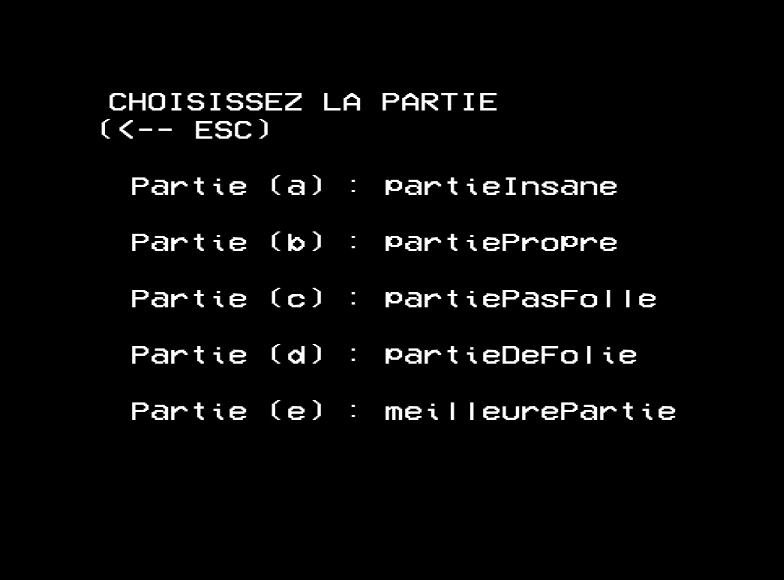 CHOISISSEZ LA PARTIE
(<-- ESC)
Partie (a) : partieInsane
Partie (b) : partiePropre
Partie (c) : partiePasFolle
Partie (d) : partieDeFolie
Partie (e) : meilleurePartie